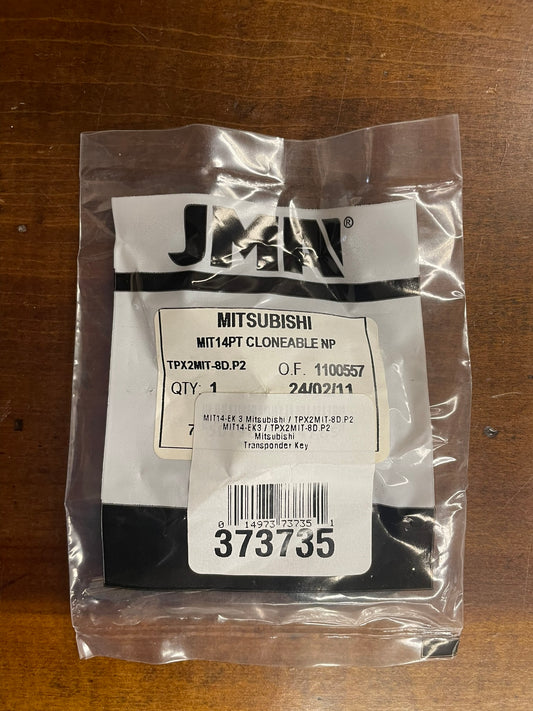 JMA®
MITSUBISHI
MIT14PT CLONEABLE NP
TPX2MIT-8D.P2 O.F. 1100557
QTY: 1 24/02/11
7
MIT14-EK 3 Mitsubishi / TPX2MIT-8D.P2
MIT14-EK3 / TPX2MIT-8D.P2
Mitsubishi
Transponder Key
0 14973 73735 1
373735